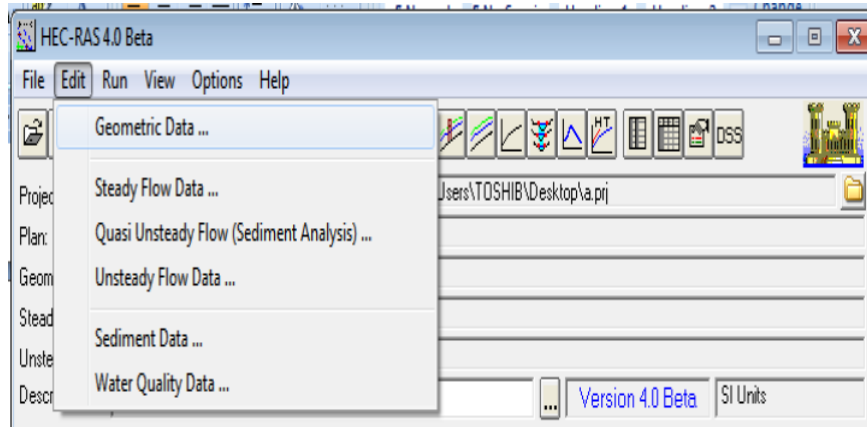 HEC-RAS 4.0 Beta
File Edit Run View Options Help
Geometric Data ...
HT
DSS
Steady Flow Data ...
Quasi Unsteady Flow (Sediment Analysis) ...
Unsteady Flow Data ...
Sediment Data ...
Water Quality Data ...
Projec
Jsers\TOSHIB\Desktop\a.prj
Plan:
Geom
Stead
Unste
Descr
...
Version 4.0 Beta
SI Units